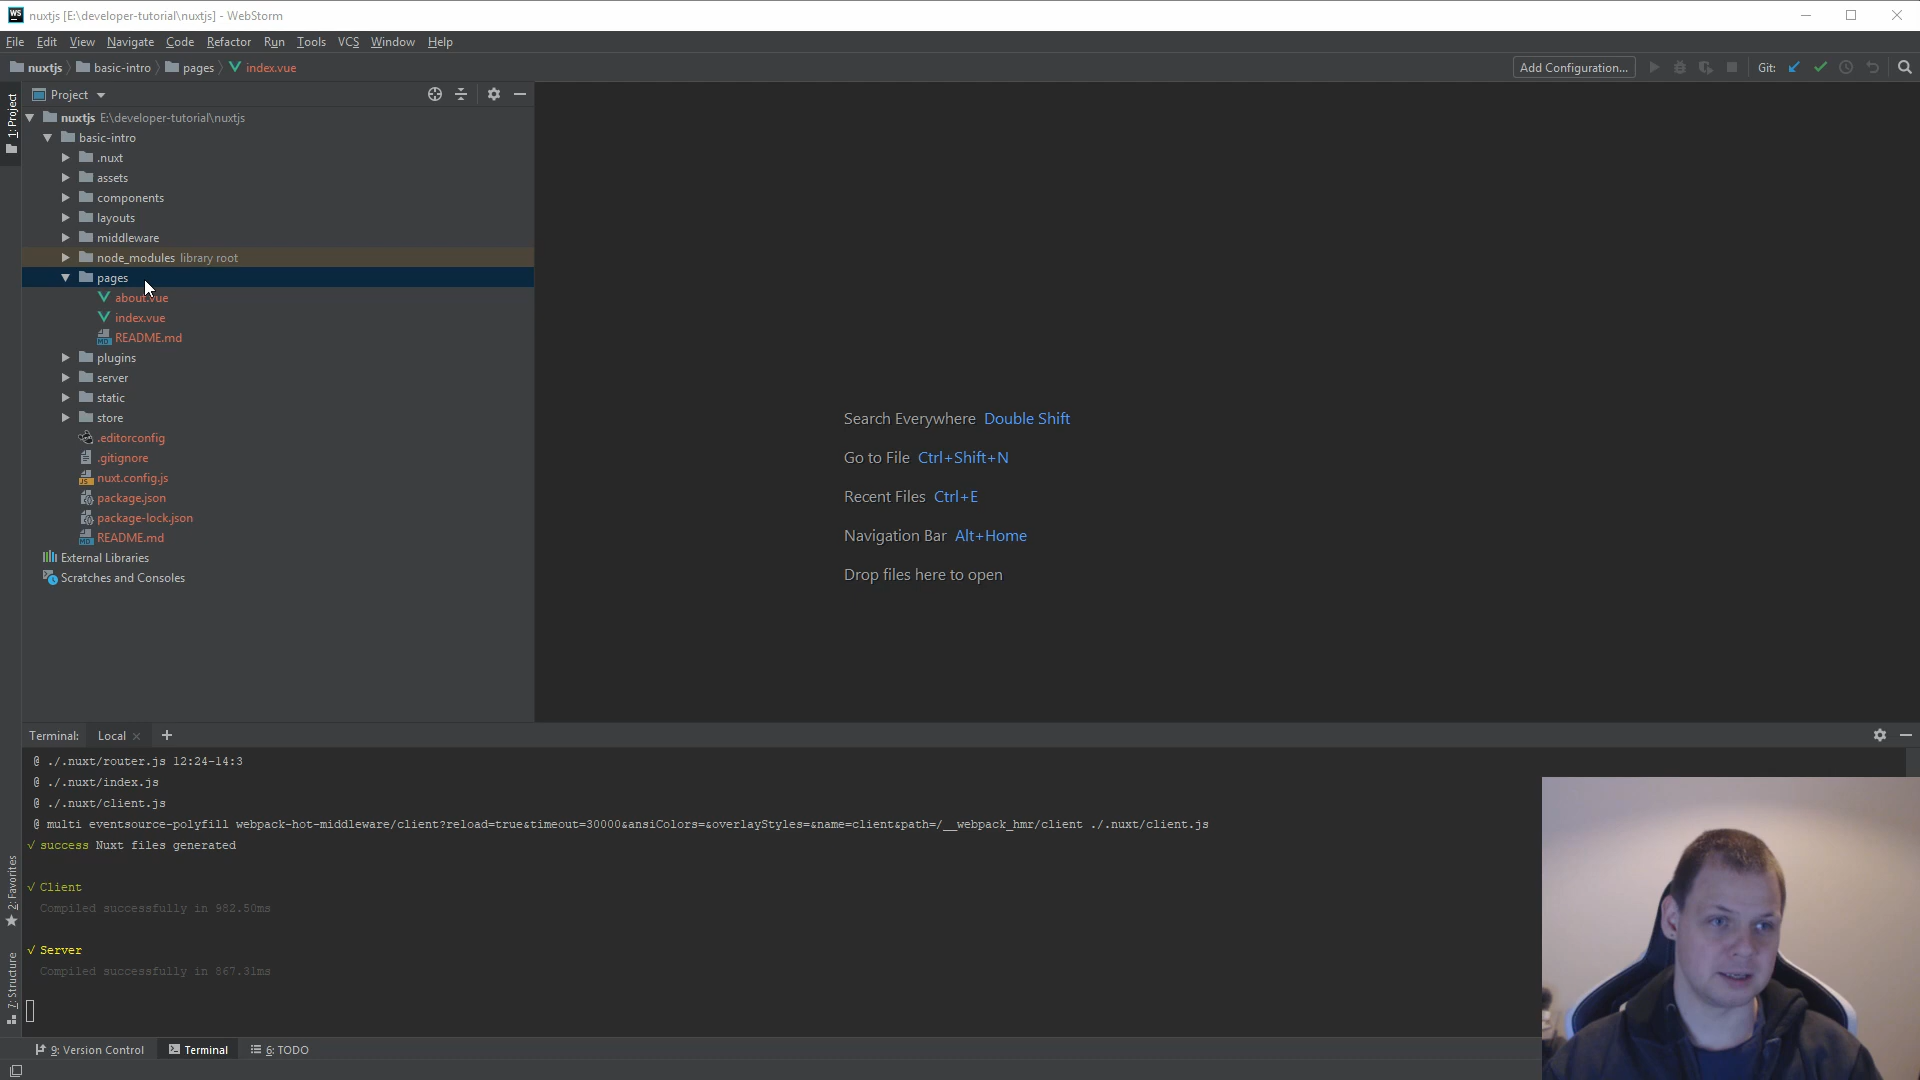 WS nuxtjs [E:\developer-tutorial\nuxtjs] - WebStorm
File Edit View Navigate Code Refactor Run Tools VCS Window Help
nuxtjs basic-intro pages index.vue Add Configuration... Git:
1: Project
Project
nuxtjs E:\developer-tutorial\nuxtjs
basic-intro
.nuxt
assets
components
layouts
middleware
node_modules library root
pages
about.vue
index.vue
README.md
plugins
server
static
store
.editorconfig
.gitignore
nuxt.config.js
package.json
package-lock.json
README.md
External Libraries
Scratches and Consoles
Search Everywhere Double Shift
Go to File Ctrl+Shift+N
Recent Files Ctrl+E
Navigation Bar Alt+Home
Drop files here to open
Terminal: Local × +
@ ./.nuxt/router.js 12:24-14:3
@ ./.nuxt/index.js
@ ./.nuxt/client.js
@ multi eventsource-polyfill webpack-hot-middleware/client?reload=true&timeout=30000&ansiColors=&overlayStyles=&name=client&path=/__webpack_hmr/client ./.nuxt/client.js
√ success Nuxt files generated
√ Client
Compiled successfully in 982.50ms
√ Server
Compiled successfully in 867.31ms
2: Favorites
7: Structure
9: Version Control Terminal 6: TODO